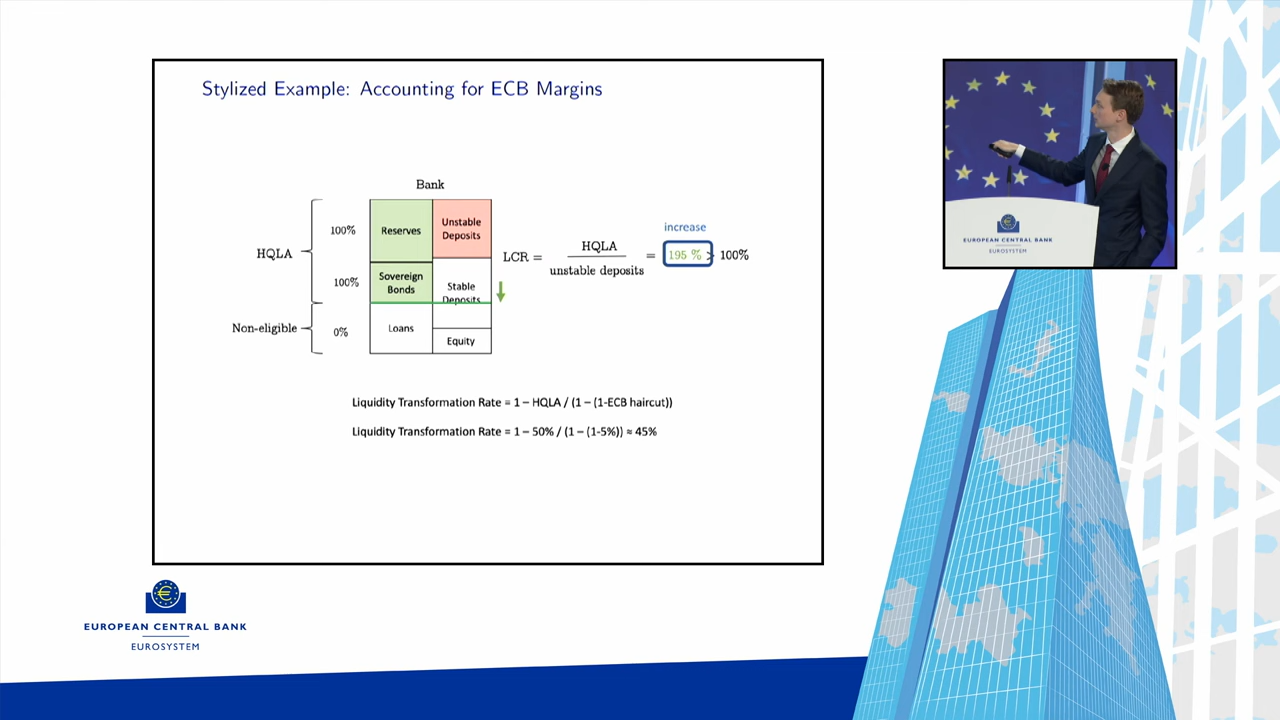 Stylized Example: Accounting for ECB Margins
Bank
HQLA
100%
Reserves
Unstable
Deposits
100%
Sovereign
Bonds
Stable
Deposits
Non-eligible
0%
Loans
Equity
LCR =
HQLA
unstable deposits
=
increase
195 % > 100%
Liquidity Transformation Rate = 1 – HQLA / (1 – (1-ECB haircut))
Liquidity Transformation Rate = 1 – 50% / (1 – (1-5%)) ≈ 45%
EUROPEAN CENTRAL BANK
EUROSYSTEM
EUROPEAN CENTRAL BANK
EUROSYSTEM